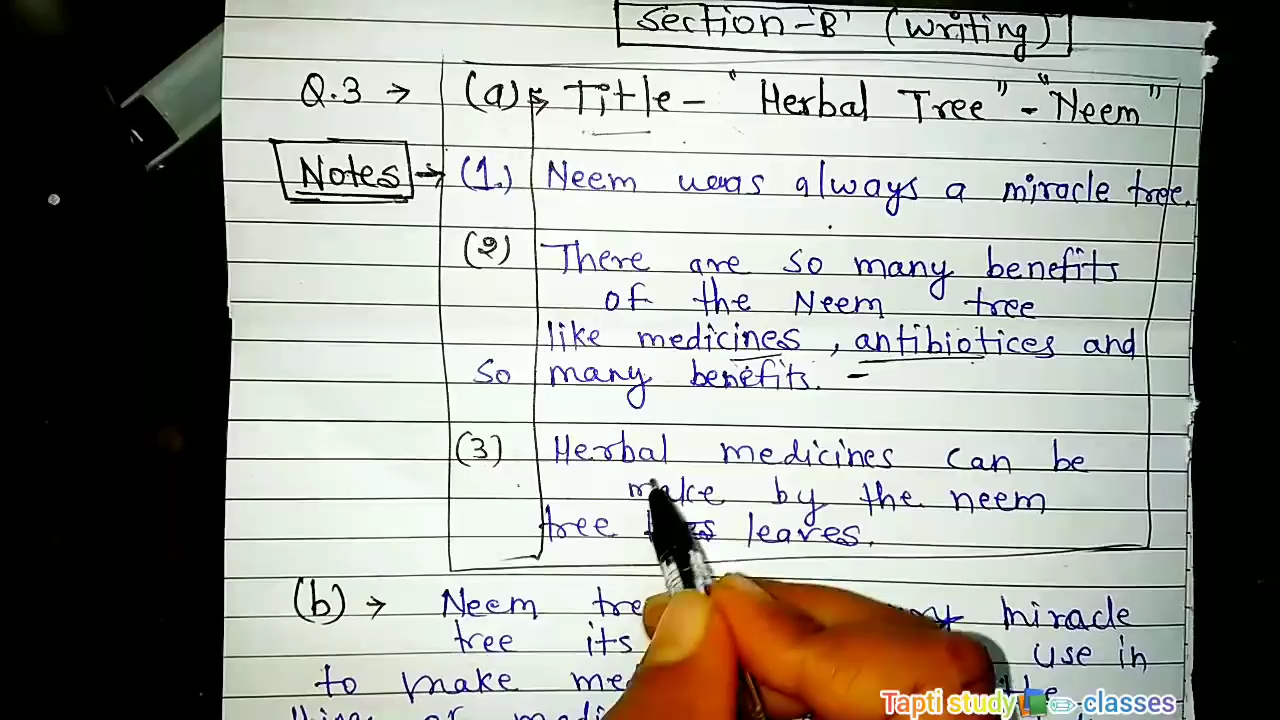 Section-'B' (writing)
Q.3 → (a) Title - "Herbal Tree" - "Neem"
Notes → (1.) Neem was always a miracle tree.
(2) There are so many benefits
of the Neem tree
like medicines, antibiotices and
so many benefits. -
(3) Herbal medicines can be
make by the neem
tree leaves.
(b) → Neem miracle
tree its use in
to make
Tapti study classes